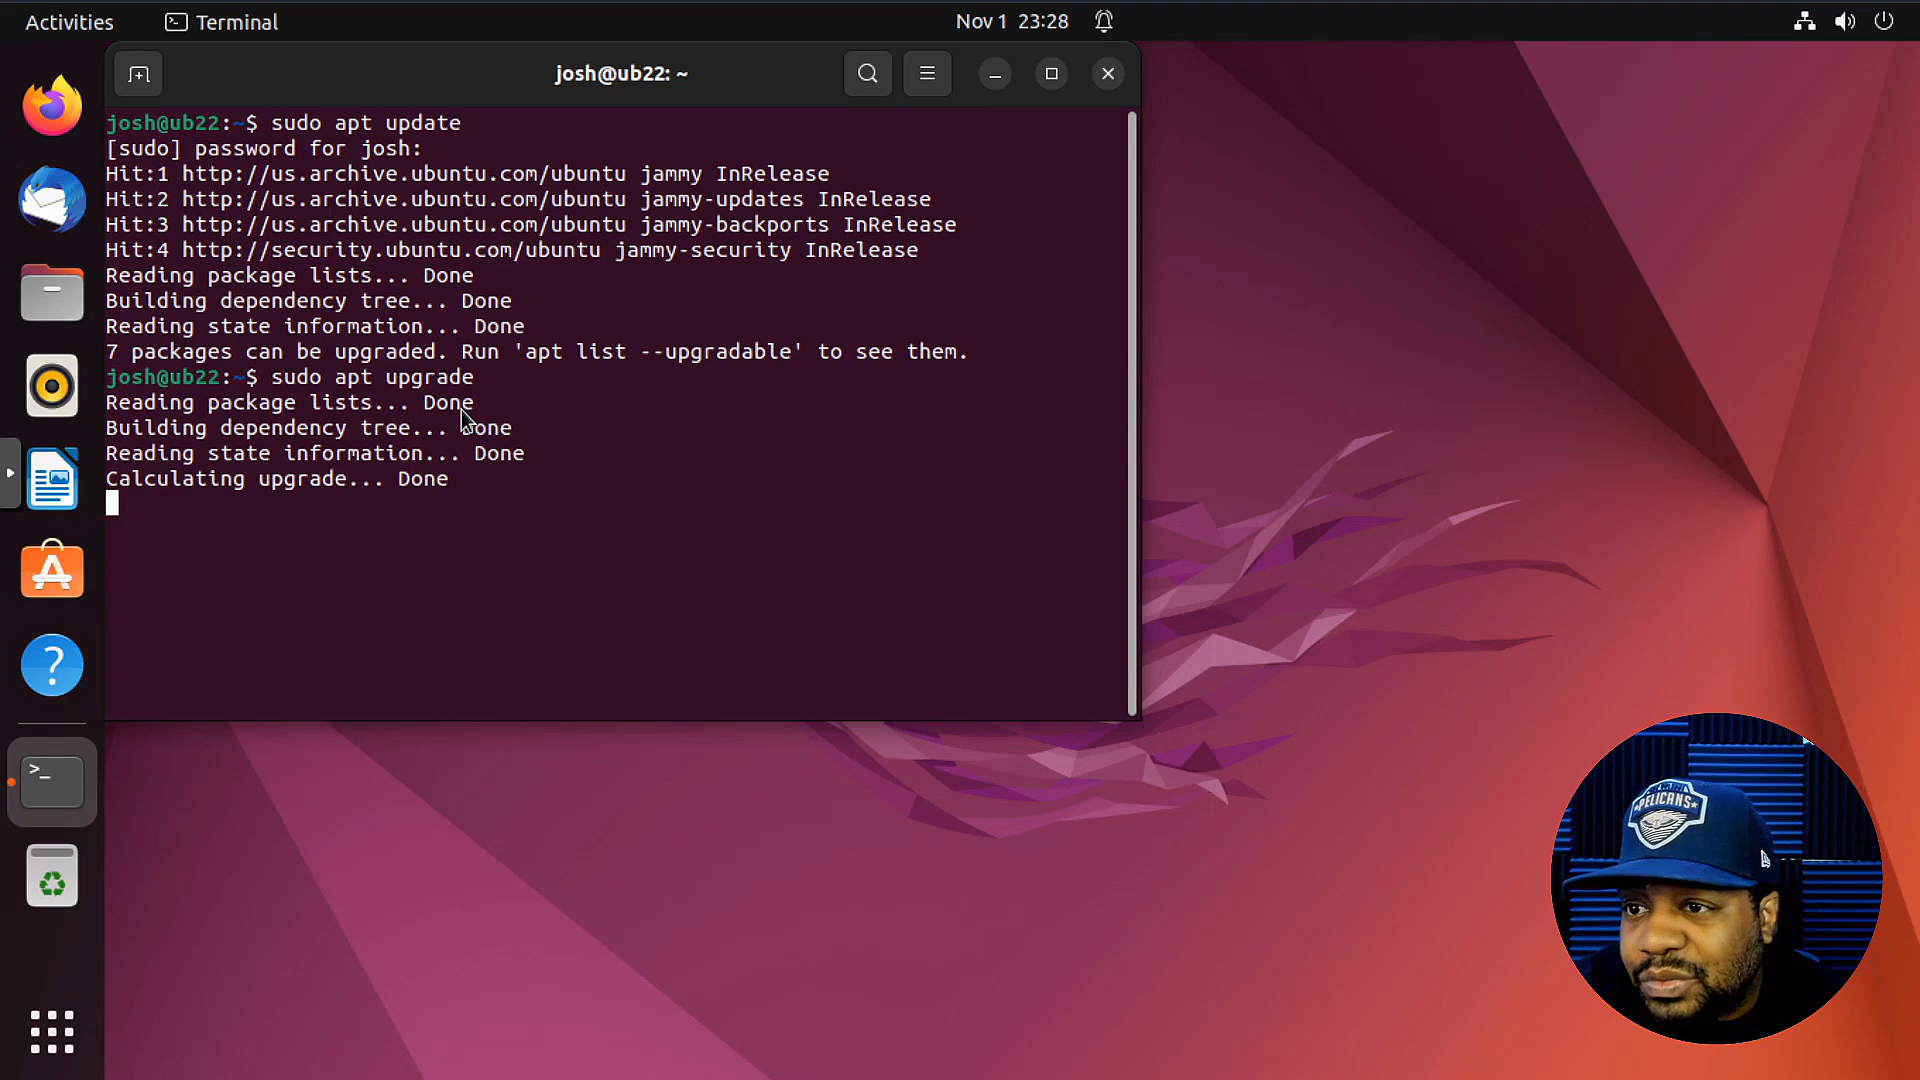 Activities
Terminal
Nov 1 23:28
josh@ub22: ~
josh@ub22:~$ sudo apt update
[sudo] password for josh:
Hit:1 http://us.archive.ubuntu.com/ubuntu jammy InRelease
Hit:2 http://us.archive.ubuntu.com/ubuntu jammy-updates InRelease
Hit:3 http://us.archive.ubuntu.com/ubuntu jammy-backports InRelease
Hit:4 http://security.ubuntu.com/ubuntu jammy-security InRelease
Reading package lists... Done
Building dependency tree... Done
Reading state information... Done
7 packages can be upgraded. Run 'apt list --upgradable' to see them.
josh@ub22:~$ sudo apt upgrade
Reading package lists... Done
Building dependency tree... Done
Reading state information... Done
Calculating upgrade... Done
PELICANS